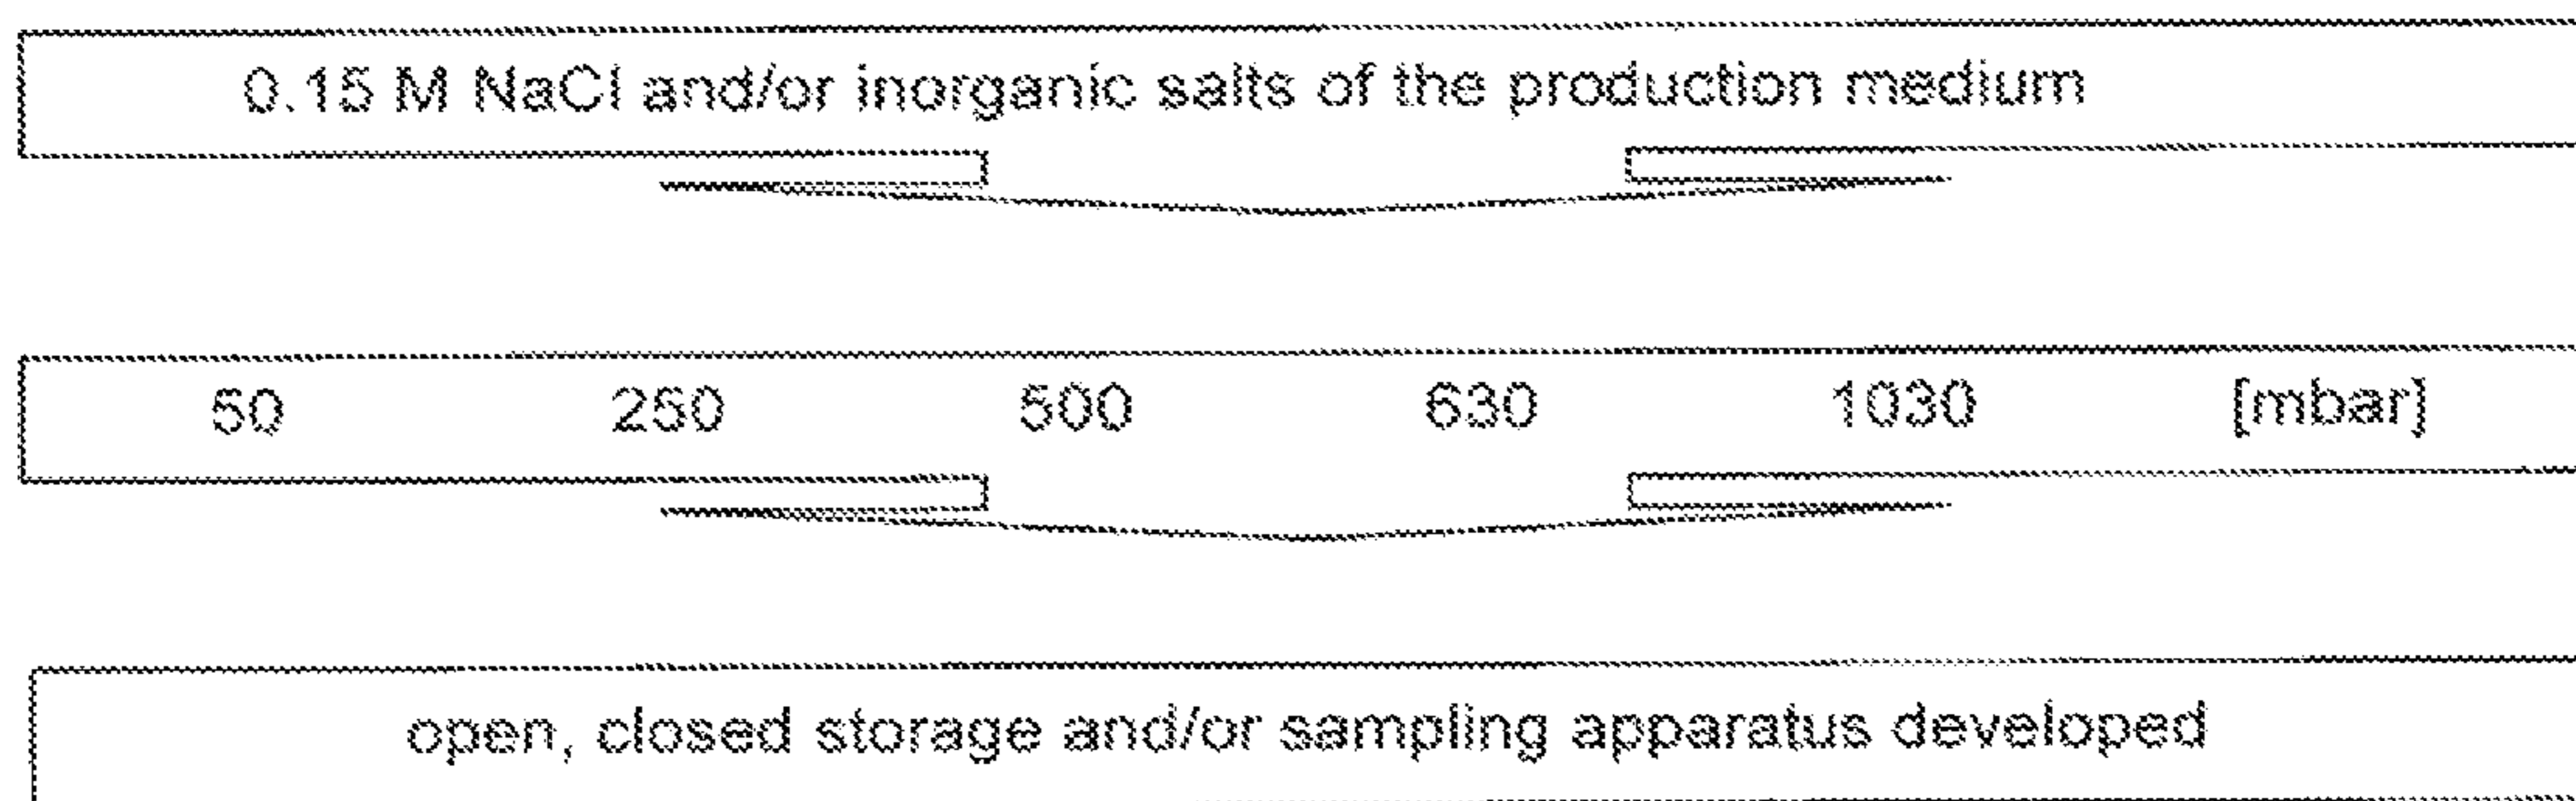 0.15 M NaCl and/or inorganic salts of the production medium
50 250 500 630 1030 [mbar]
open, closed storage and/or sampling apparatus developed